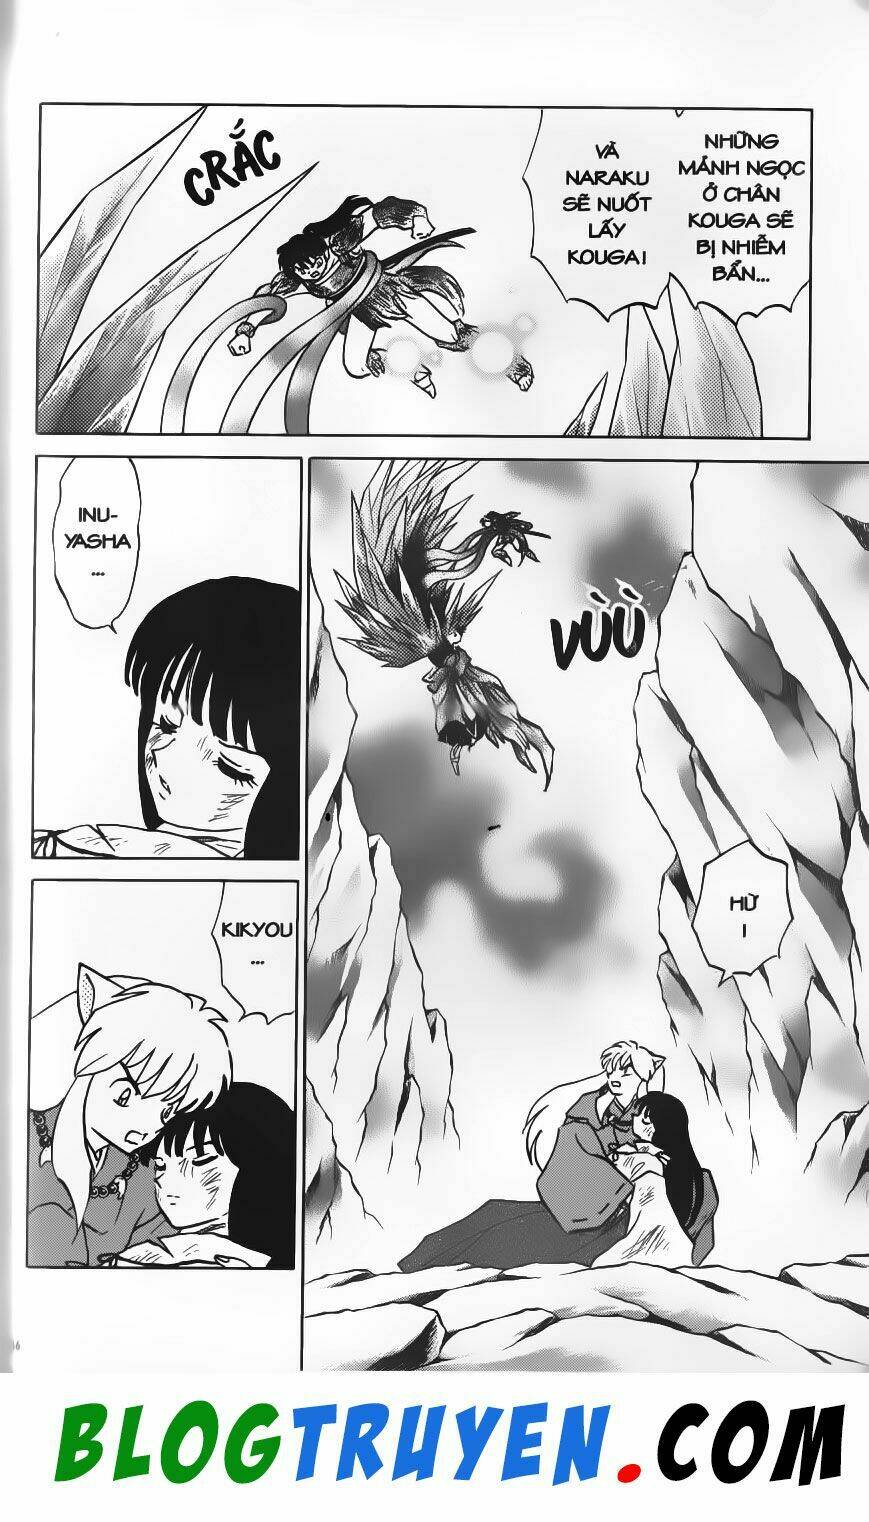 NHỮNG
MẢNH NGỌC
Ở CHÂN
KOUGA SẼ
BỊ NHIỄM
BẨN...
VÀ
NARAKU
SẼ NUỐT
LẤY
KOUGA!
CRẮC
VÙÙ
HỪ
!
INU-
YASHA
...
KIKYOU
...
BLOGTRUYEN.COM